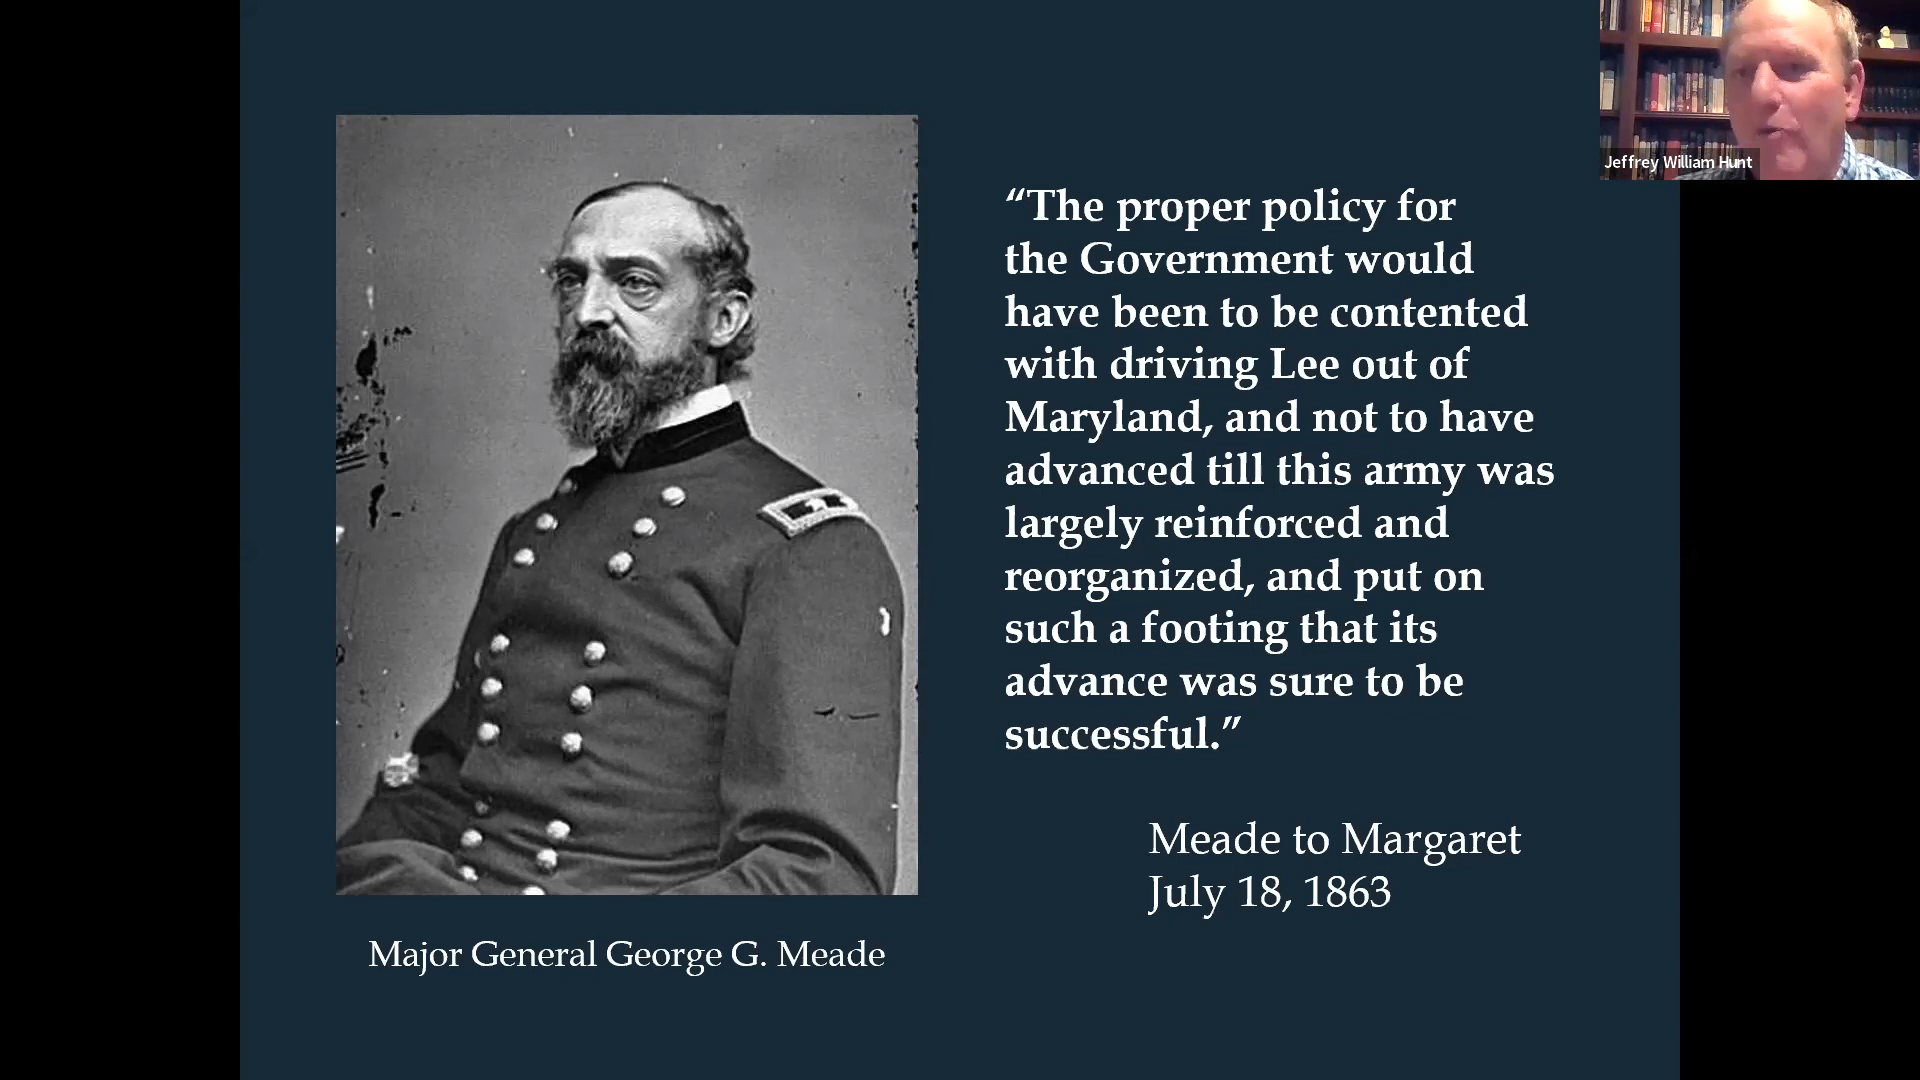 Jeffrey William Hunt
“The proper policy for
the Government would
have been to be contented
with driving Lee out of
Maryland, and not to have
advanced till this army was
largely reinforced and
reorganized, and put on
such a footing that its
advance was sure to be
successful.”
Meade to Margaret
July 18, 1863
Major General George G. Meade